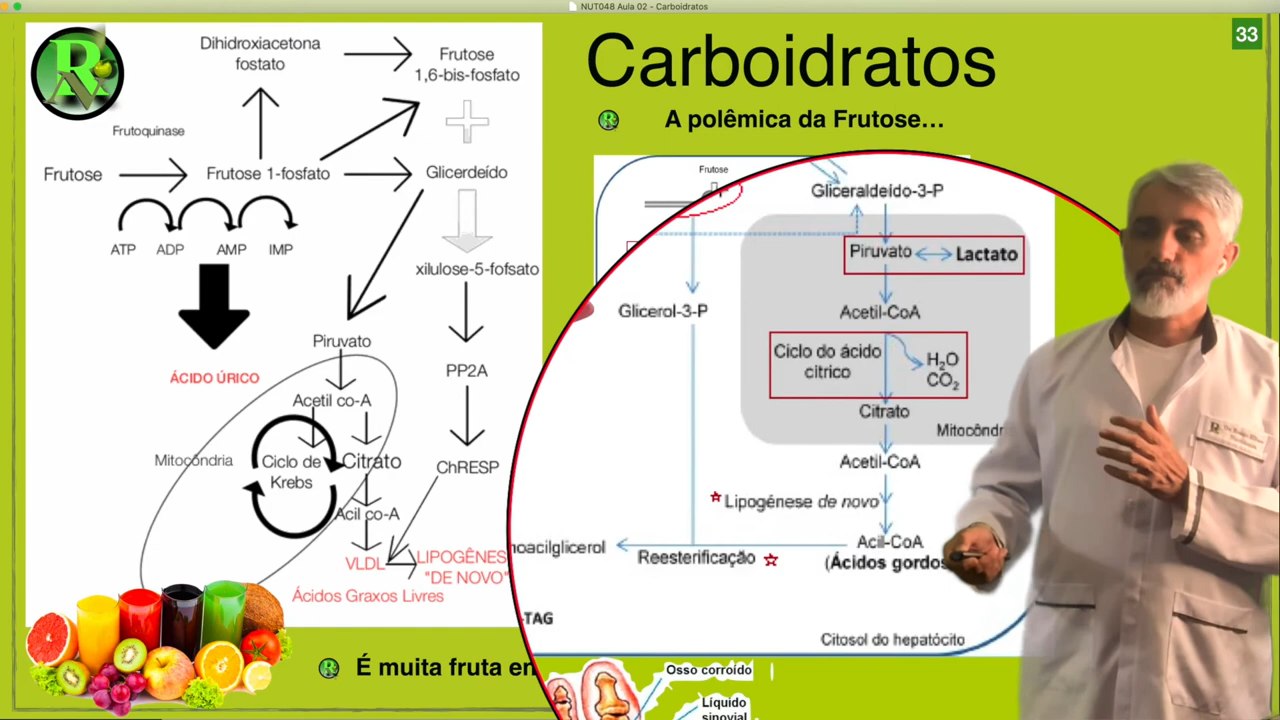 NUT048 Aula 02 - Carboidratos
33
Carboidratos
A polêmica da Frutose...
Dihidroxiacetona
fostato
Frutose
1,6-bis-fosfato
Frutoquinase
Frutose
Frutose 1-fosfato
Glicerdeído
ATP
ADP
AMP
IMP
xilulose-5-fofsato
ÁCIDO ÚRICO
Piruvato
PP2A
Acetil co-A
Mitocôndria
Ciclo de
Krebs
Citrato
ChRESP
Acil co-A
VLDL
LIPOGÊNES
"DE NOVO"
Ácidos Graxos Livres
É muita fruta en
Frutose
Gliceraldeído-3-P
Piruvato
Lactato
Glicerol-3-P
Acetil-CoA
Ciclo do ácido
cítrico
H₂O
CO₂
Citrato
Mitocôndr
Acetil-CoA
Lipogénese de novo
noacilglicerol
Reesterificação
Acil-CoA
(Ácidos gordos
-TAG
Citosol do hepatócito
Osso corroído
Líquido
sinovial